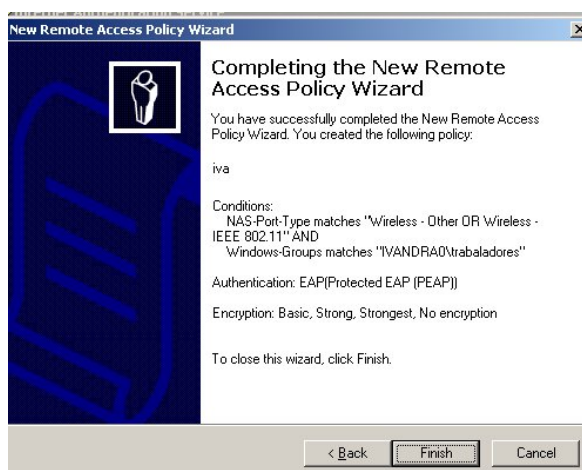 Internet Authentication Service
New Remote Access Policy Wizard
Completing the New Remote
Access Policy Wizard
You have successfully completed the New Remote Access
Policy Wizard. You created the following policy:
iva
Conditions:
NAS-Port-Type matches "Wireless - Other OR Wireless -
IEEE 802.11" AND
Windows-Groups matches "IVANDRA0\trabaladores"
Authentication: EAP(Protected EAP (PEAP))
Encryption: Basic, Strong, Strongest, No encryption
To close this wizard, click Finish.
< Back
Finish
Cancel